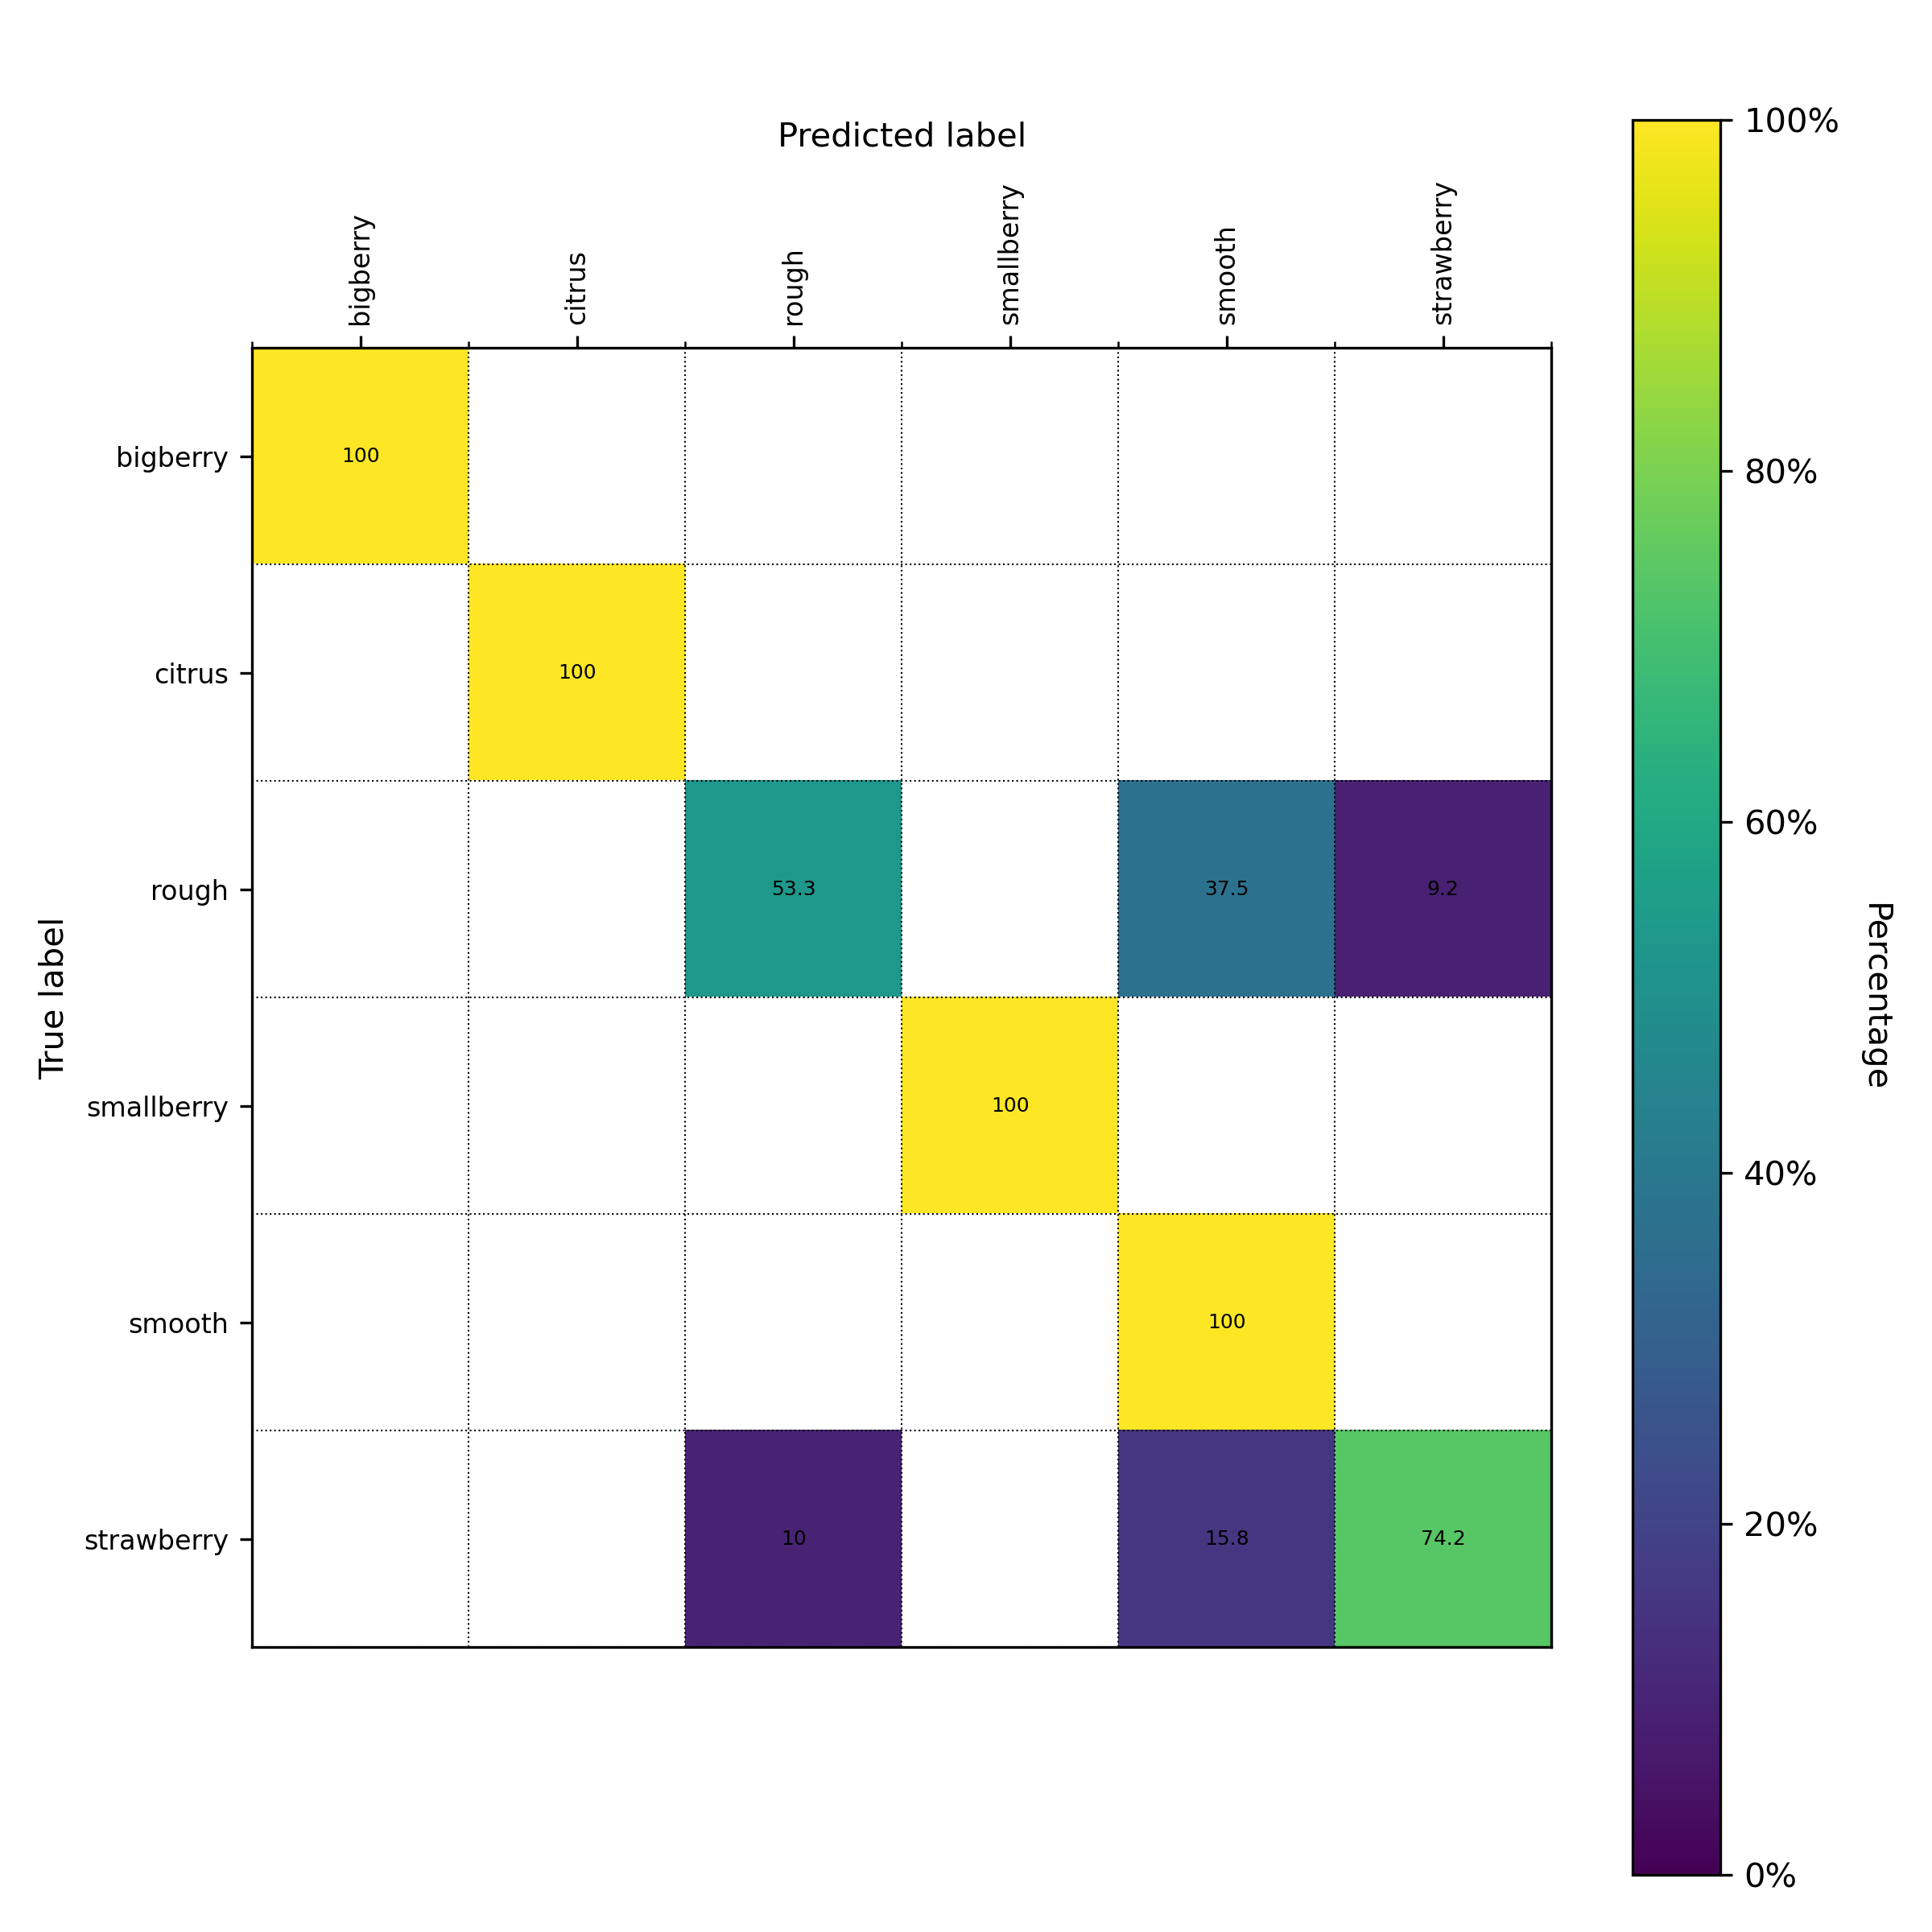 Predicted label
bigberry
citrus
rough
smallberry
smooth
strawberry
bigberry
100
citrus
100
rough
53.3
37.5
9.2
smallberry
100
smooth
100
strawberry
10
15.8
74.2
True label
100%
80%
60%
40%
20%
0%
Percentage